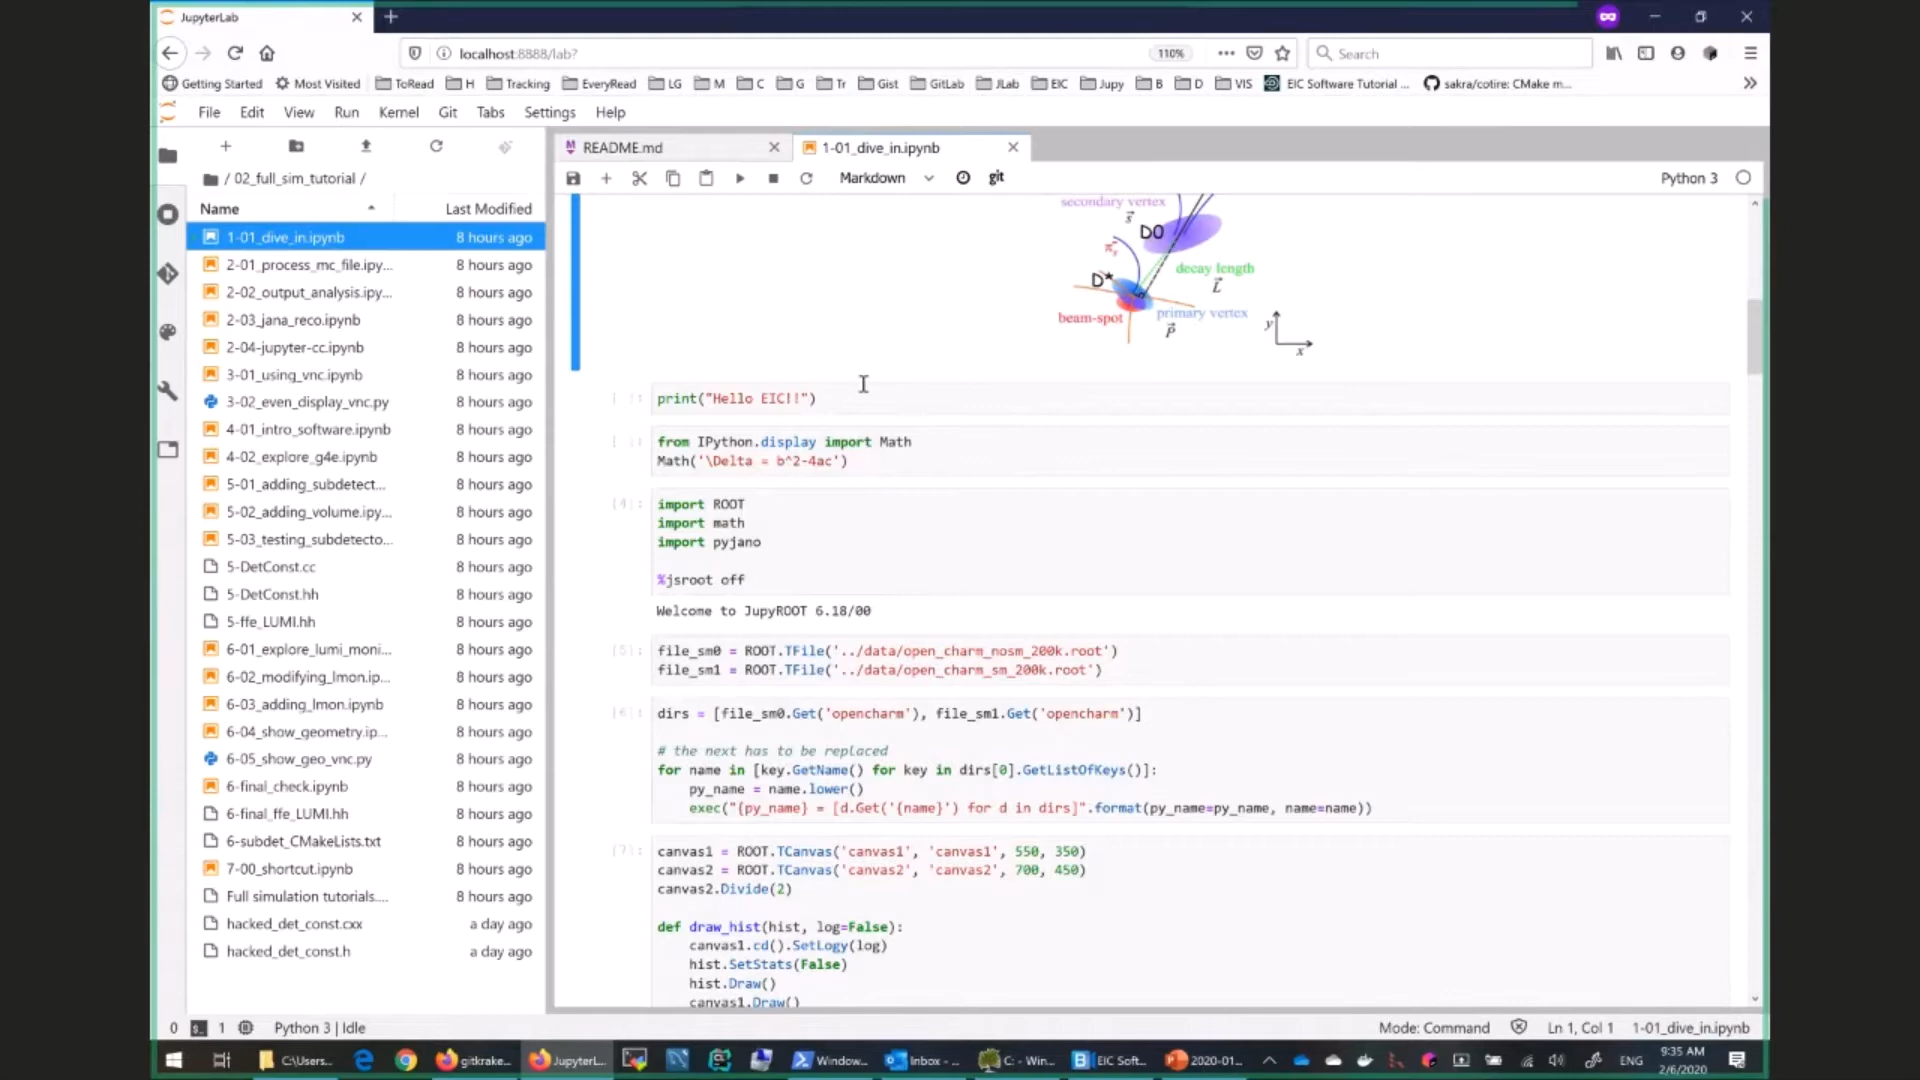 JupyterLab
localhost:8888/lab?
110%
Search
Getting Started Most Visited ToRead H Tracking EveryRead LG M C G Tr Gist GitLab JLab EIC Jupy B D VIS EIC Software Tutorial ... sakra/cotire: CMake m...
File Edit View Run Kernel Git Tabs Settings Help
README.md
1-01_dive_in.ipynb
/ 02_full_sim_tutorial /
Markdown
git
Python 3
Name Last Modified
1-01_dive_in.ipynb 8 hours ago
2-01_process_mc_file.ipy... 8 hours ago
2-02_output_analysis.ipy... 8 hours ago
2-03_jana_reco.ipynb 8 hours ago
2-04-jupyter-cc.ipynb 8 hours ago
3-01_using_vnc.ipynb 8 hours ago
3-02_even_display_vnc.py 8 hours ago
4-01_intro_software.ipynb 8 hours ago
4-02_explore_g4e.ipynb 8 hours ago
5-01_adding_subdetect... 8 hours ago
5-02_adding_volume.ipy... 8 hours ago
5-03_testing_subdetecto... 8 hours ago
5-DetConst.cc 8 hours ago
5-DetConst.hh 8 hours ago
5-ffe_LUMI.hh 8 hours ago
6-01_explore_lumi_moni... 8 hours ago
6-02_modifying_lmon.ip... 8 hours ago
6-03_adding_lmon.ipynb 8 hours ago
6-04_show_geometry.ip... 8 hours ago
6-05_show_geo_vnc.py 8 hours ago
6-final_check.ipynb 8 hours ago
6-final_ffe_LUMI.hh 8 hours ago
6-subdet_CMakeLists.txt 8 hours ago
7-00_shortcut.ipynb 8 hours ago
Full simulation tutorials.... 8 hours ago
hacked_det_const.cxx a day ago
hacked_det_const.h a day ago
secondary vertex
s
D0
π
decay length
L
D*
beam-spot
primary vertex
P
y
x
[ ]: print("Hello EIC!!")
[ ]: from IPython.display import Math
Math('\Delta = b^2-4ac')
[4]: import ROOT
import math
import pyjano
%jsroot off
Welcome to JupyROOT 6.18/00
[5]: file_sm0 = ROOT.TFile('../data/open_charm_nosm_200k.root')
file_sm1 = ROOT.TFile('../data/open_charm_sm_200k.root')
[6]: dirs = [file_sm0.Get('opencharm'), file_sm1.Get('opencharm')]
# the next has to be replaced
for name in [key.GetName() for key in dirs[0].GetListOfKeys()]:
py_name = name.lower()
exec("{py_name} = [d.Get('{name}') for d in dirs]".format(py_name=py_name, name=name))
[7]: canvas1 = ROOT.TCanvas('canvas1', 'canvas1', 550, 350)
canvas2 = ROOT.TCanvas('canvas2', 'canvas2', 700, 450)
canvas2.Divide(2)
def draw_hist(hist, log=False):
canvas1.cd().SetLogy(log)
hist.SetStats(False)
hist.Draw()
canvas1.Draw()
0 1 Python 3 | Idle
Mode: Command Ln 1, Col 1 1-01_dive_in.ipynb
C:\Users... gitkrake... JupyterL... Window... Inbox - ... C: - Win... EIC Soft... 2020-01... ENG
9:35 AM
2/6/2020